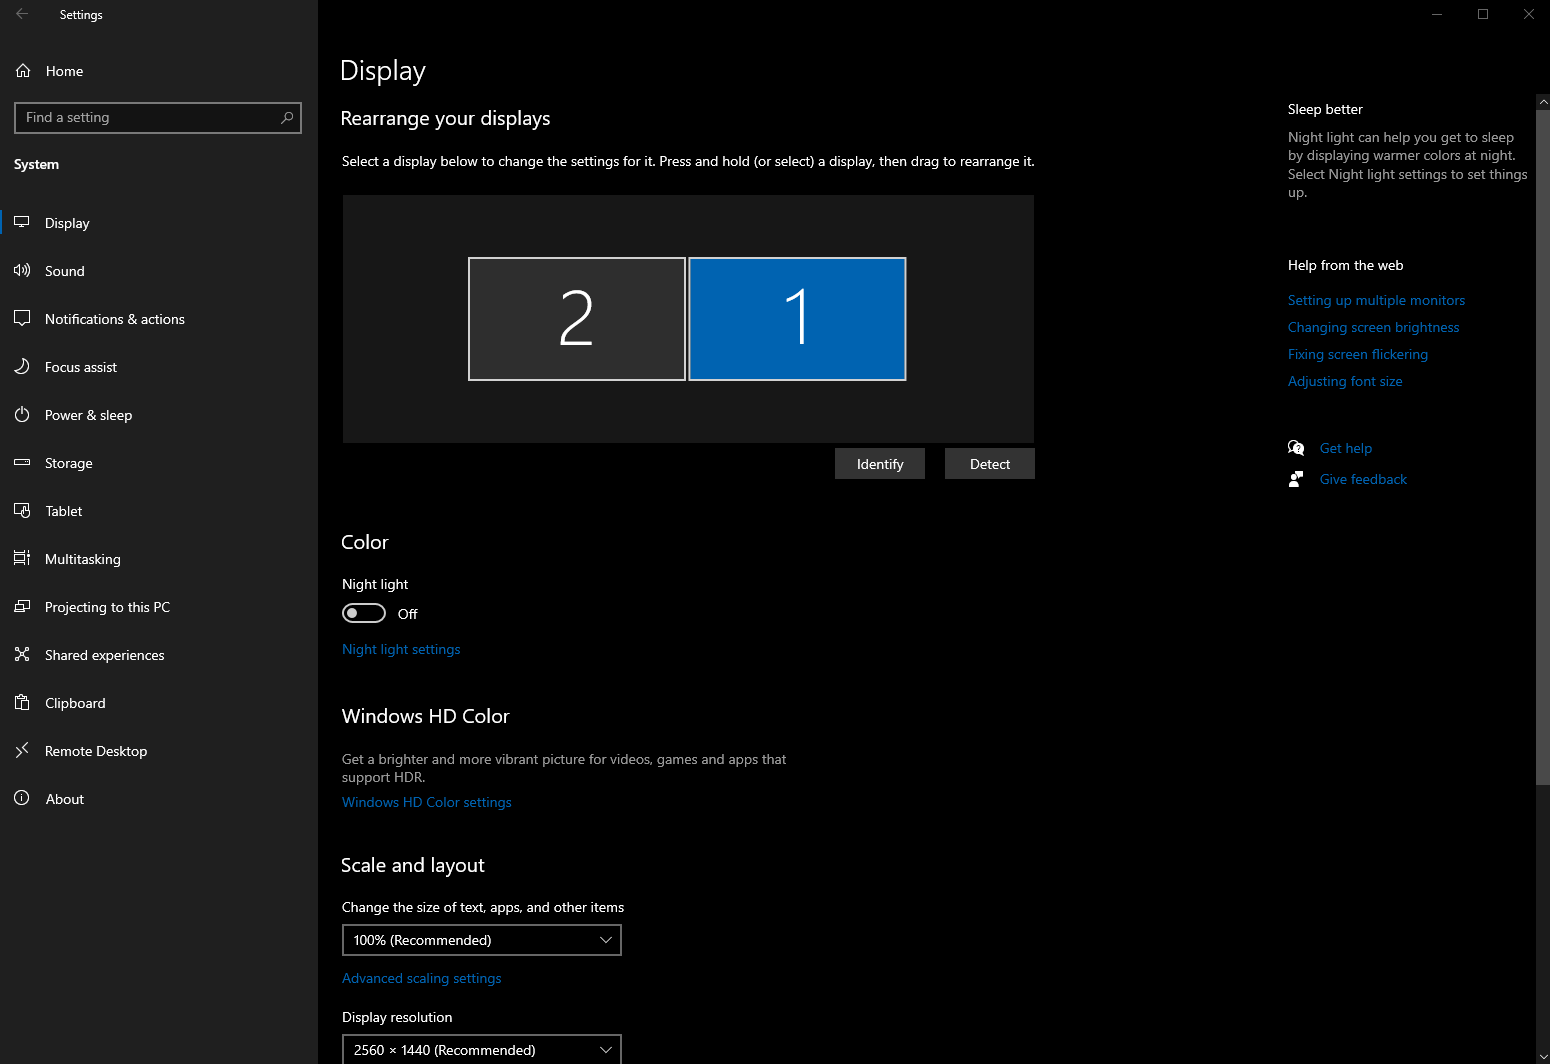 Settings
Home
Find a setting
System
Display
Sound
Notifications & actions
Focus assist
Power & sleep
Storage
Tablet
Multitasking
Projecting to this PC
Shared experiences
Clipboard
Remote Desktop
About
Display
Rearrange your displays
Select a display below to change the settings for it. Press and hold (or select) a display, then drag to rearrange it.
2
1
Identify
Detect
Color
Night light
Off
Night light settings
Windows HD Color
Get a brighter and more vibrant picture for videos, games and apps that
support HDR.
Windows HD Color settings
Scale and layout
Change the size of text, apps, and other items
100% (Recommended)
Advanced scaling settings
Display resolution
2560 × 1440 (Recommended)
Sleep better
Night light can help you get to sleep
by displaying warmer colors at night.
Select Night light settings to set things
up.
Help from the web
Setting up multiple monitors
Changing screen brightness
Fixing screen flickering
Adjusting font size
Get help
Give feedback